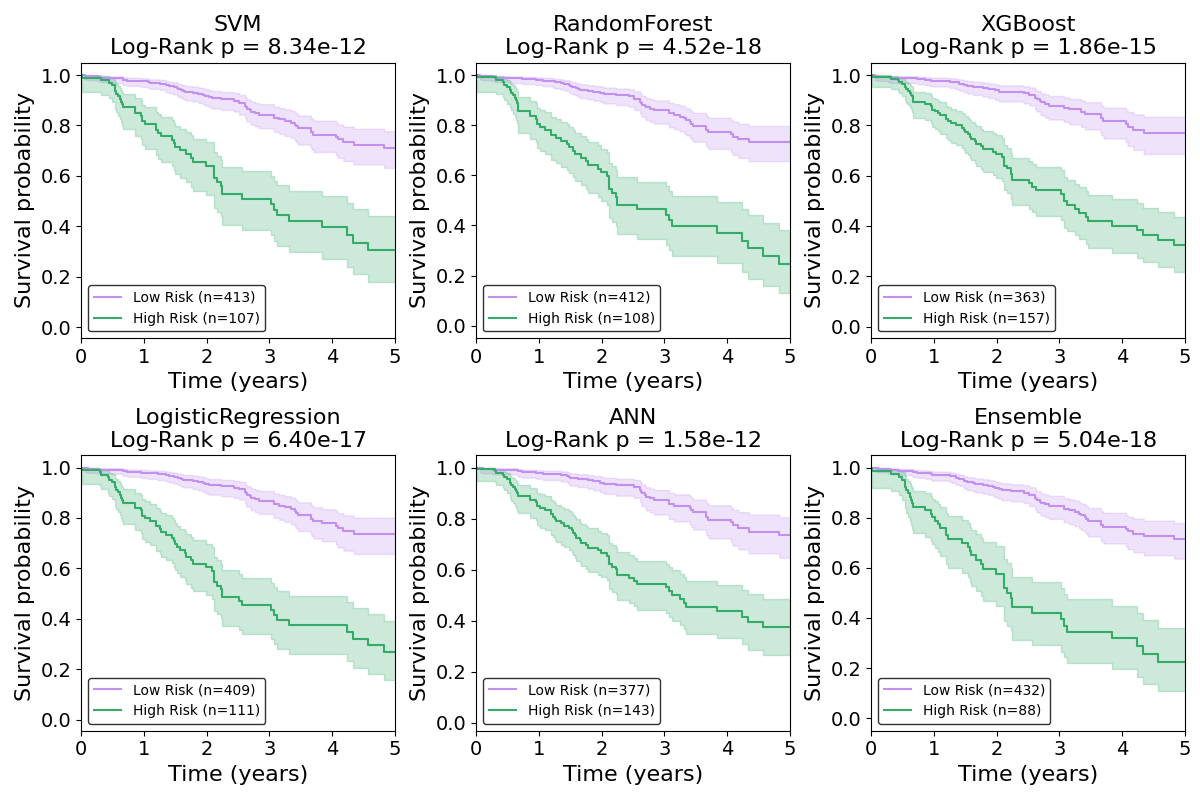 SVM
Log-Rank p = 8.34e-12
Survival probability
1.0
0.8
0.6
0.4
0.2
0.0
Low Risk (n=413)
High Risk (n=107)
0 1 2 3 4 5
Time (years)
RandomForest
Log-Rank p = 4.52e-18
Survival probability
1.0
0.8
0.6
0.4
0.2
0.0
Low Risk (n=412)
High Risk (n=108)
0 1 2 3 4 5
Time (years)
XGBoost
Log-Rank p = 1.86e-15
Survival probability
1.0
0.8
0.6
0.4
0.2
0.0
Low Risk (n=363)
High Risk (n=157)
0 1 2 3 4 5
Time (years)
LogisticRegression
Log-Rank p = 6.40e-17
Survival probability
1.0
0.8
0.6
0.4
0.2
0.0
Low Risk (n=409)
High Risk (n=111)
0 1 2 3 4 5
Time (years)
ANN
Log-Rank p = 1.58e-12
Survival probability
1.0
0.8
0.6
0.4
0.2
0.0
Low Risk (n=377)
High Risk (n=143)
0 1 2 3 4 5
Time (years)
Ensemble
Log-Rank p = 5.04e-18
Survival probability
1.0
0.8
0.6
0.4
0.2
0.0
Low Risk (n=432)
High Risk (n=88)
0 1 2 3 4 5
Time (years)